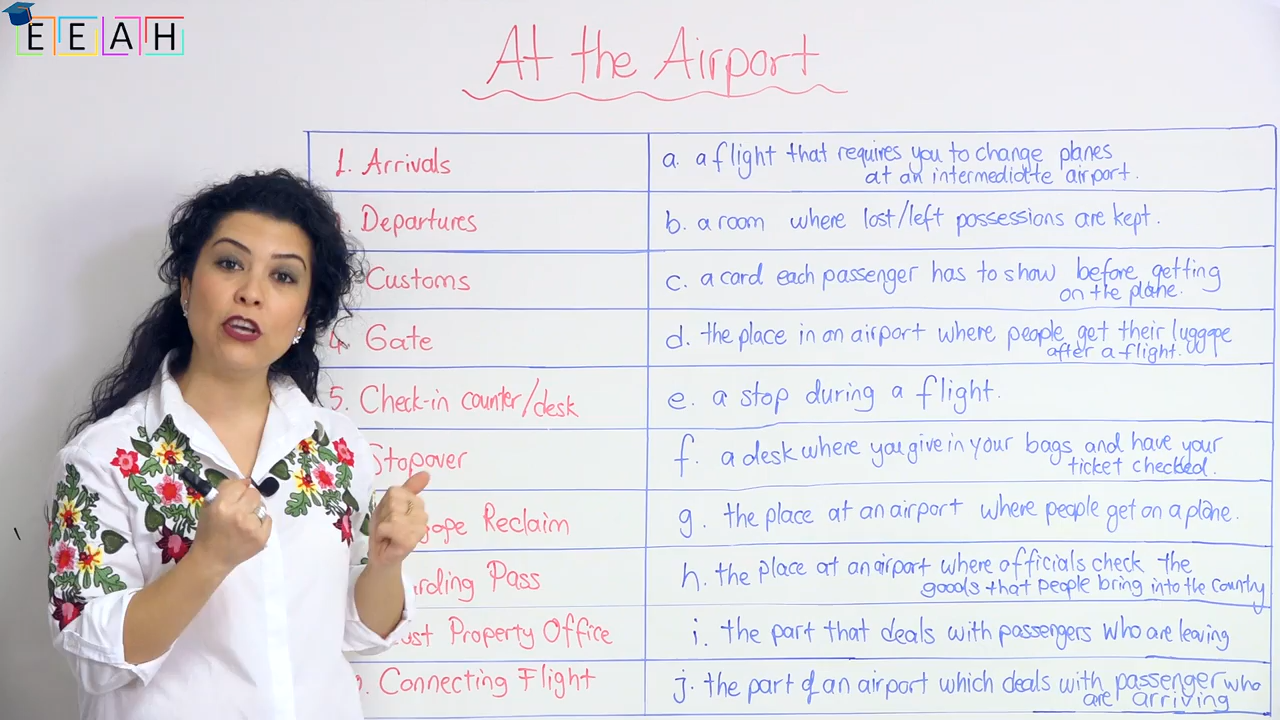 EEAH
At the Airport
1. Arrivals
a. a flight that requires you to change planes
at an intermediate airport.
Departures
b. a room where lost/left possessions are kept.
Customs
c. a card each passenger has to show before getting
on the plane.
4. Gate
d. the place in an airport where people get their luggage
after a flight.
5. Check-in counter/desk
e. a stop during a flight.
Stopover
f. a desk where you give in your bags and have your
ticket checked.
Reclaim
g. the place at an airport where people get on a plane.
Pass
h. the place at an airport where officials check the
goods that people bring into the country
Lost Property Office
i. the part that deals with passengers who are leaving
Connecting Flight
j. the part of an airport which deals with passenger who
are arriving